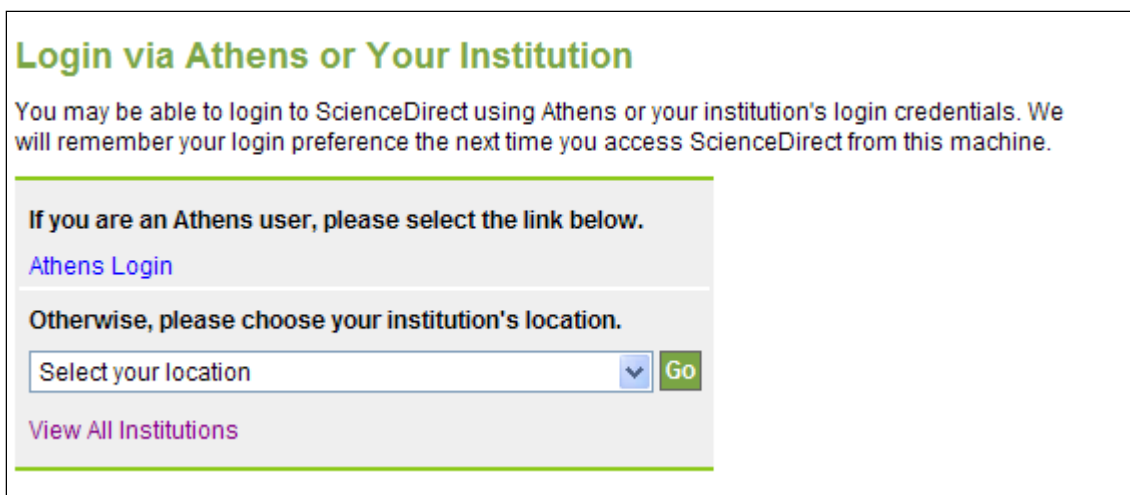 Login via Athens or Your Institution
You may be able to login to ScienceDirect using Athens or your institution's login credentials. We
will remember your login preference the next time you access ScienceDirect from this machine.
If you are an Athens user, please select the link below.
Athens Login
Otherwise, please choose your institution's location.
Select your location Go
View All Institutions